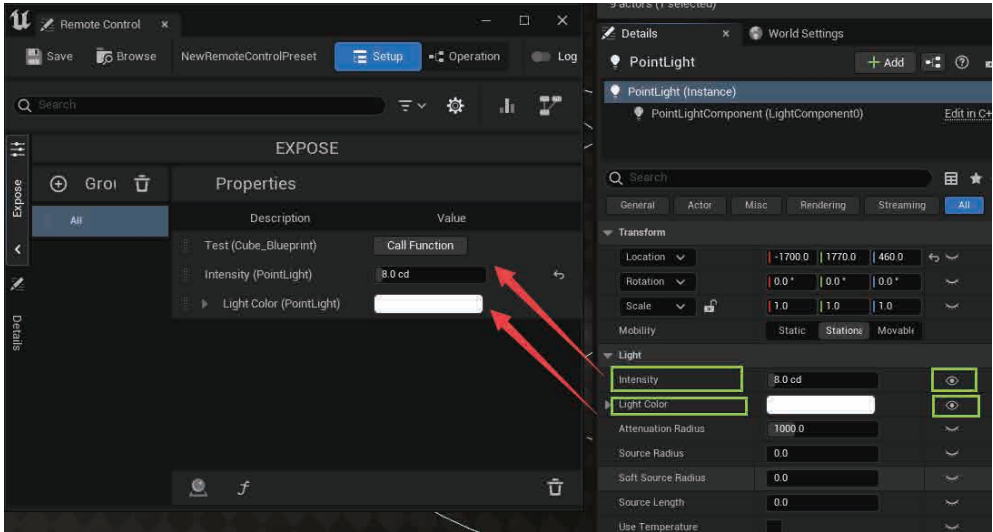 Remote Control
Save
Browse
NewRemoteControlPreset
Setup
Operation
Log
Search
EXPOSE
Expose
Details
Grou
Properties
All
Description
Value
Test (Cube_Blueprint)
Call Function
Intensity (PointLight)
8.0 cd
Light Color (PointLight)
f
9 actors (1 selected)
Details
World Settings
PointLight
+ Add
PointLight (Instance)
PointLightComponent (LightComponent0)
Edit in C+
Search
General
Actor
Misc
Rendering
Streaming
All
Transform
Location
-1700.0
1770.0
460.0
Rotation
0.0 °
0.0 °
0.0 °
Scale
1.0
1.0
1.0
Mobility
Static
Stationa
Movable
Light
Intensity
8.0 cd
Light Color
Attenuation Radius
1000.0
Source Radius
0.0
Soft Source Radius
0.0
Source Length
0.0
Use Temperature